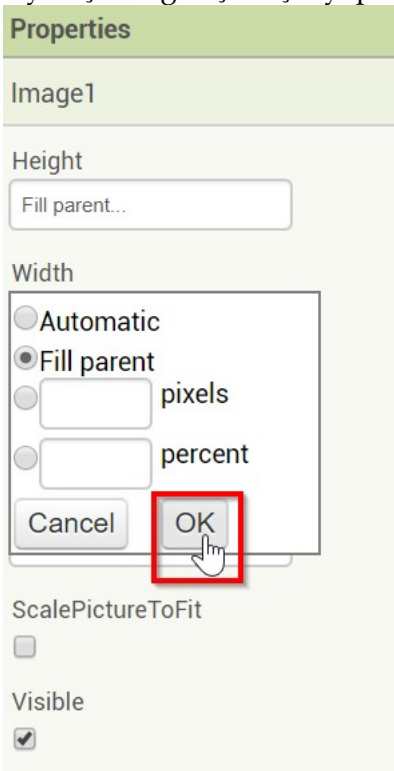 Properties
Image1
Height
Fill parent...
Width
Automatic
Fill parent
pixels
percent
Cancel OK
ScalePictureToFit
Visible